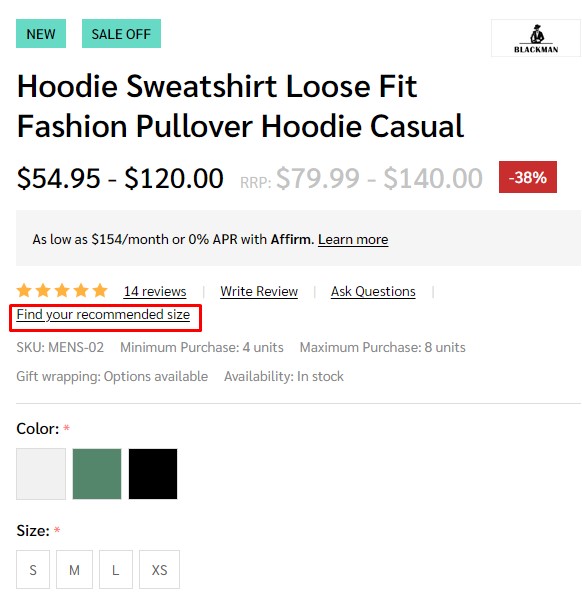 NEW SALE OFF
BLACKMAN
Hoodie Sweatshirt Loose Fit
Fashion Pullover Hoodie Casual
$54.95 - $120.00 RRP: $79.99 - $140.00 -38%
As low as $154/month or 0% APR with Affirm. Learn more
14 reviews | Write Review | Ask Questions |
Find your recommended size
SKU: MENS-02 Minimum Purchase: 4 units Maximum Purchase: 8 units
Gift wrapping: Options available Availability: In stock
Color: *
Size: *
S M L XS